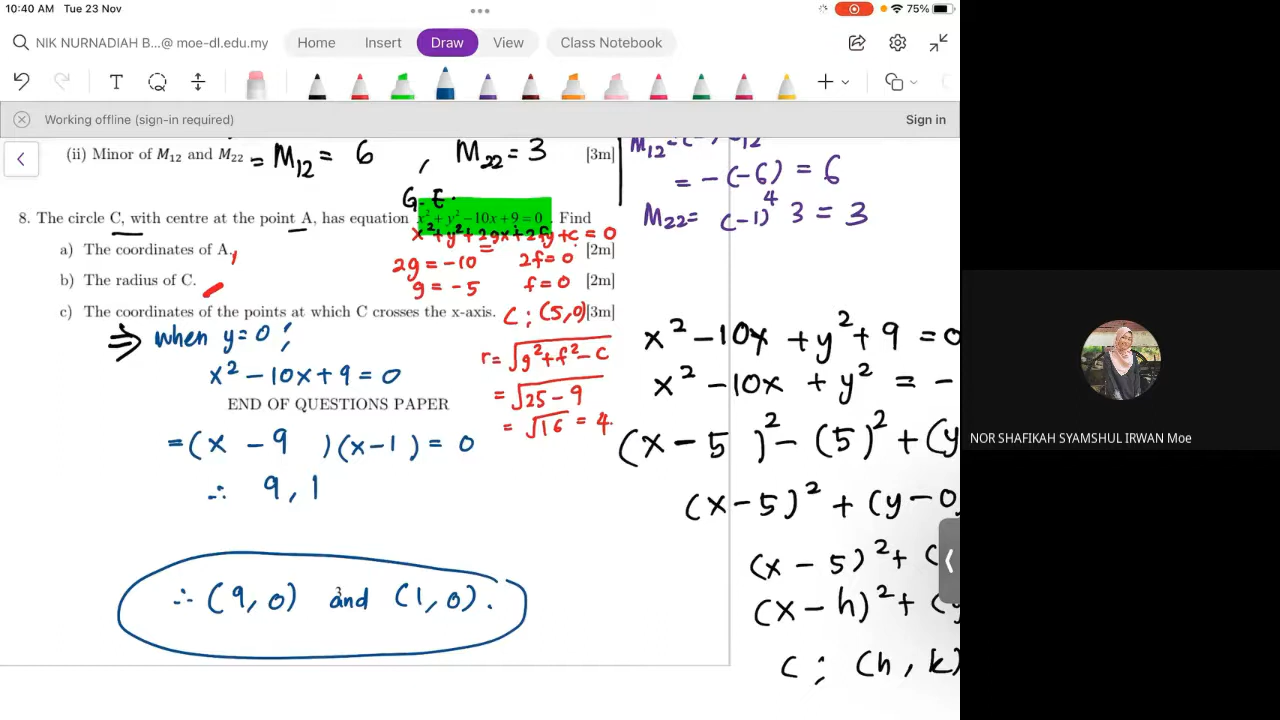 10:40 AM Tue 23 Nov
75%
NIK NURNADIAH B...@ moe-dl.edu.my
Home Insert Draw View Class Notebook
Working offline (sign-in required)
Sign in
(ii) Minor of M12 and M22 = M12 = 6 , M22 = 3 [3m]
= -(-6) = 6
M22 = (-1)^4 3 = 3
G.E.
8. The circle C, with centre at the point A, has equation x² + y² − 10x + 9 = 0 . Find
x² + y² + 2gx + 2fy + c = 0
a) The coordinates of A. [2m]
2g = -10 2f = 0
b) The radius of C. [2m]
g = -5 f = 0
c) The coordinates of the points at which C crosses the x-axis. [3m]
C ; (5,0)
⇒ when y=0 ;
x² - 10x + 9 = 0
r = √g² + f² - c
= √25 - 9
= √16 = 4.
END OF QUESTIONS PAPER
= (x - 9 )(x - 1) = 0
∴ 9, 1
∴ (9, 0) and (1, 0).
x² - 10x + y² + 9 = 0
x² - 10x + y² = -
(x - 5 )² - (5)² + (y
(x - 5)² + (y - 0
(x - 5)² + (
(x - h)² + (y
C ; (h, k)
NOR SHAFIKAH SYAMSHUL IRWAN Moe